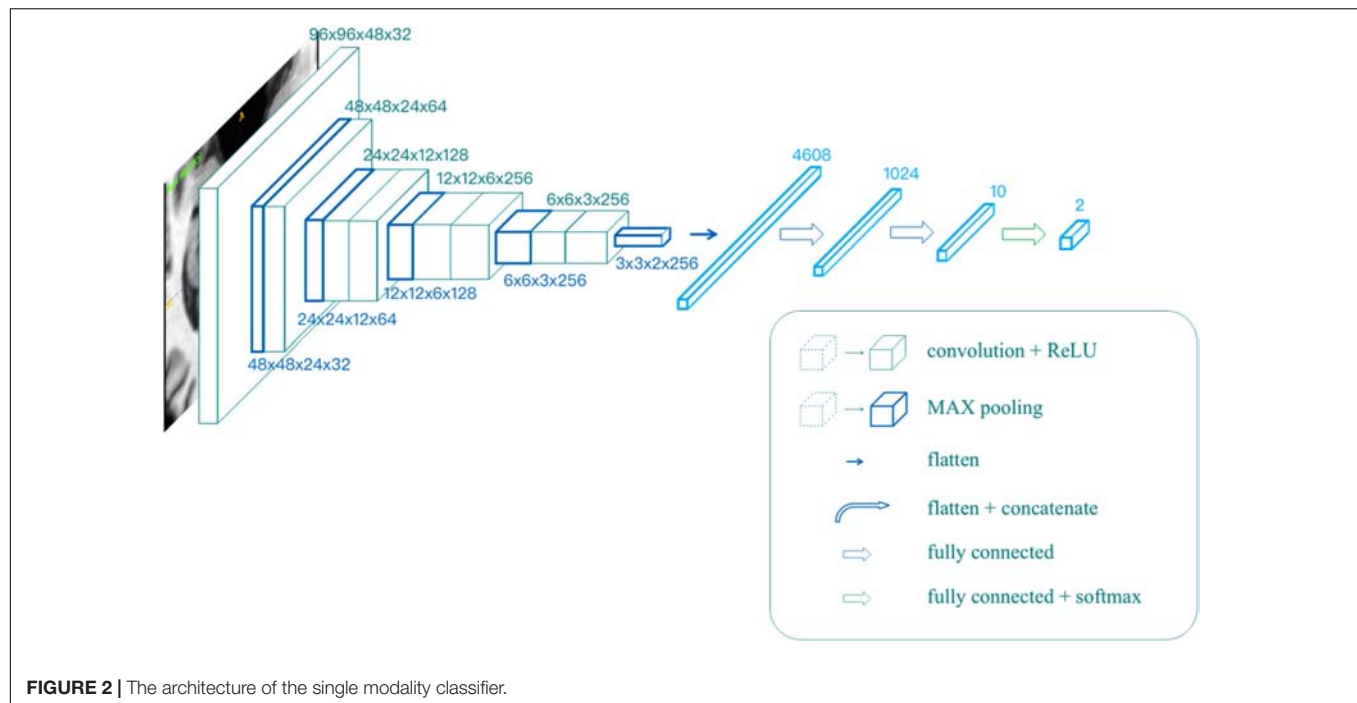 96x96x48x32
48x48x24x64
24x24x12x128
12x12x6x256
6x6x3x256
3x3x2x256
6x6x3x256
12x12x6x128
24x24x12x64
48x48x24x32
4608
1024
10
2
convolution + ReLU
MAX pooling
flatten
flatten + concatenate
fully connected
fully connected + softmax
FIGURE 2 | The architecture of the single modality classifier.